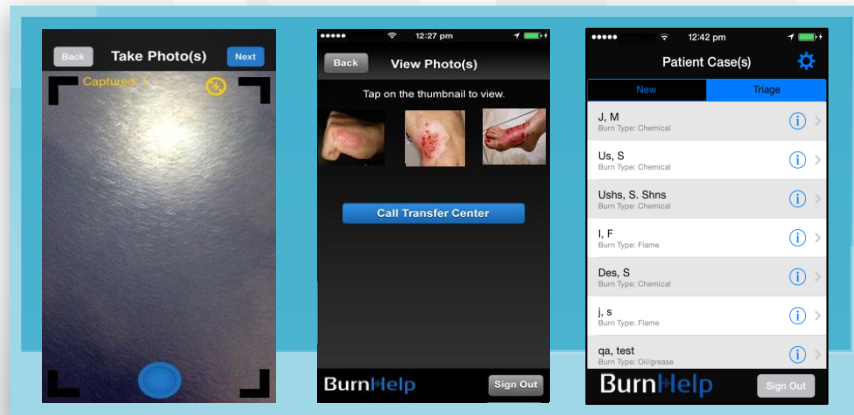 Back Take Photo(s) Next
Captured:
12:27 pm
Back View Photo(s)
Tap on the thumbnail to view.
Call Transfer Center
BurnHelp Sign Out
12:42 pm
Patient Case(s)
New Triage
J, M
Burn Type: Chemical
Us, S
Burn Type: Chemical
Ushs, S. Shns
Burn Type: Chemical
I, F
Burn Type: Flame
Des, S
Burn Type: Chemical
j, s
Burn Type: Flame
qa, test
Burn Type: Oil/grease
BurnHelp Sign Out